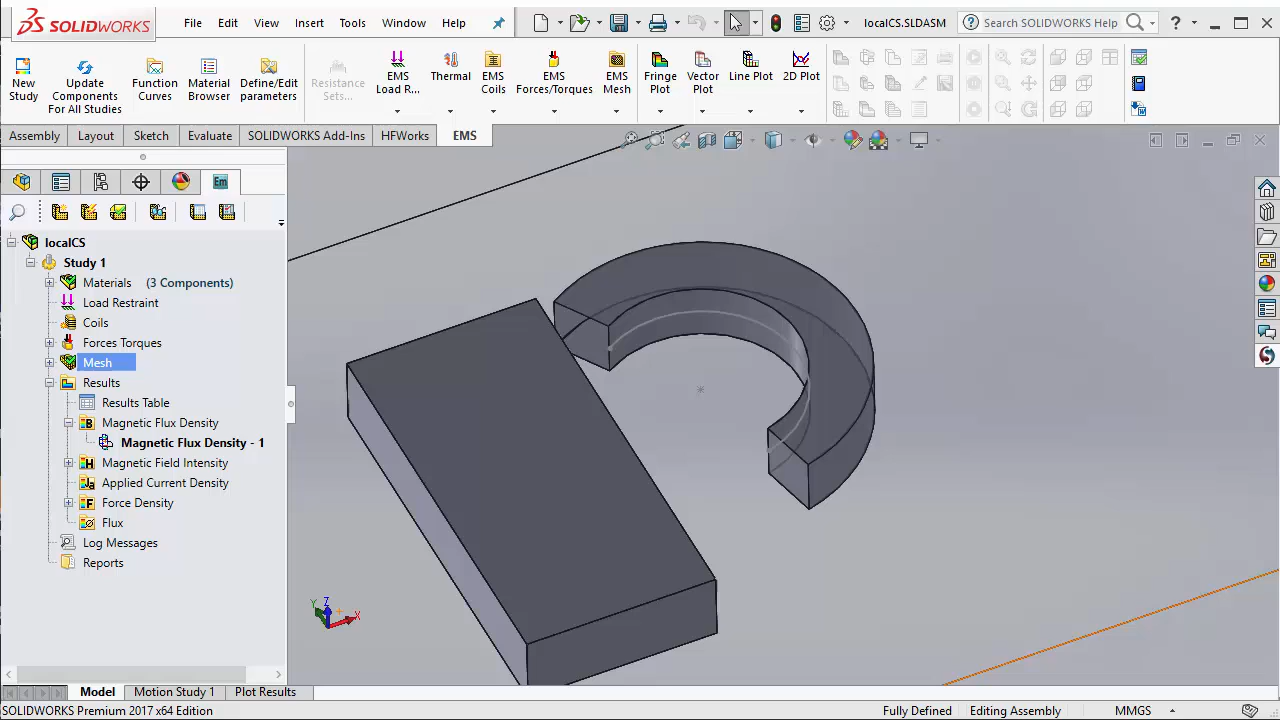 SOLIDWORKS File Edit View Insert Tools Window Help localCS.SLDASM Search SOLIDWORKS Help ?
New Study
Update Components For All Studies
Function Curves
Material Browser
Define/Edit parameters
Resistance Sets...
EMS Load R...
Thermal
EMS Coils
EMS Forces/Torques
EMS Mesh
Fringe Plot
Vector Plot
Line Plot
2D Plot
Assembly Layout Sketch Evaluate SOLIDWORKS Add-Ins HFWorks EMS
Em
localCS
Study 1
Materials (3 Components)
Load Restraint
Coils
Forces Torques
Mesh
Results
Results Table
B Magnetic Flux Density
Magnetic Flux Density - 1
H Magnetic Field Intensity
Ja Applied Current Density
F Force Density
Flux
Log Messages
Reports
Z
Y
X
Model Motion Study 1 Plot Results
SOLIDWORKS Premium 2017 x64 Edition Fully Defined Editing Assembly MMGS